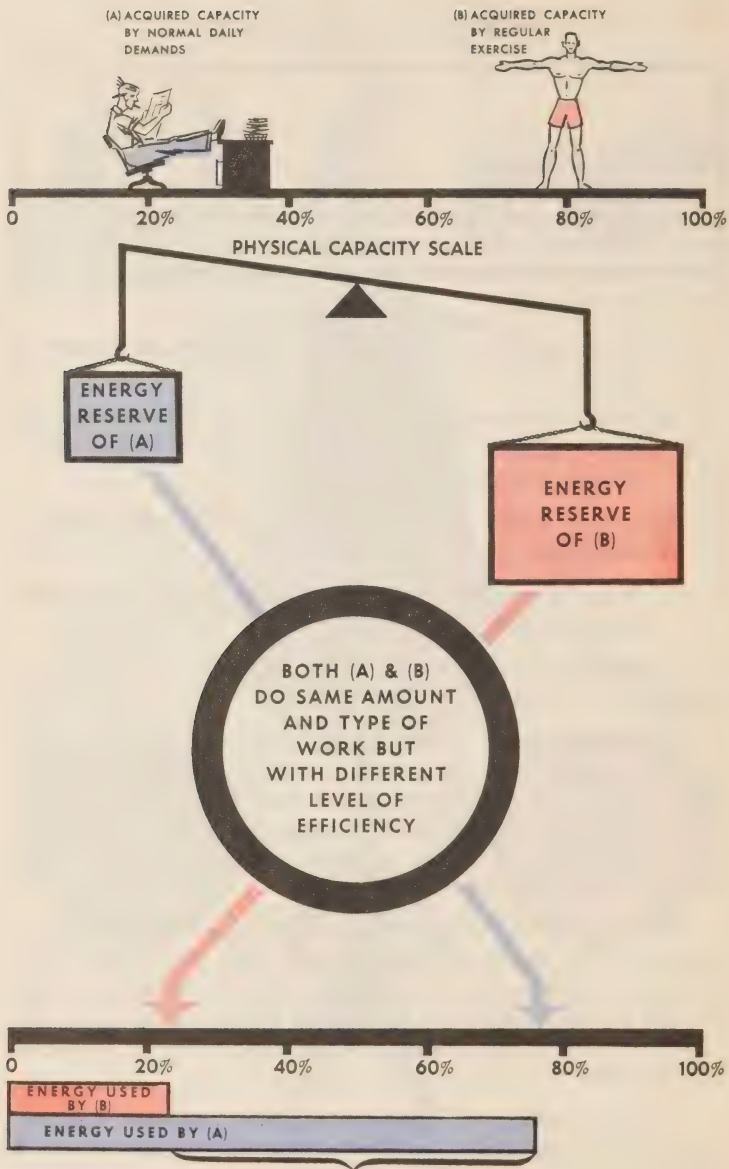 (A) ACQUIRED CAPACITY
BY NORMAL DAILY
DEMANDS
(B) ACQUIRED CAPACITY
BY REGULAR
EXERCISE
0 20% 40% 60% 80% 100%
PHYSICAL CAPACITY SCALE
ENERGY
RESERVE
OF (A)
ENERGY
RESERVE
OF (B)
BOTH (A) & (B)
DO SAME AMOUNT
AND TYPE OF
WORK BUT
WITH DIFFERENT
LEVEL OF
EFFICIENCY
0 20% 40% 60% 80% 100%
ENERGY USED
BY (B)
ENERGY USED BY (A)